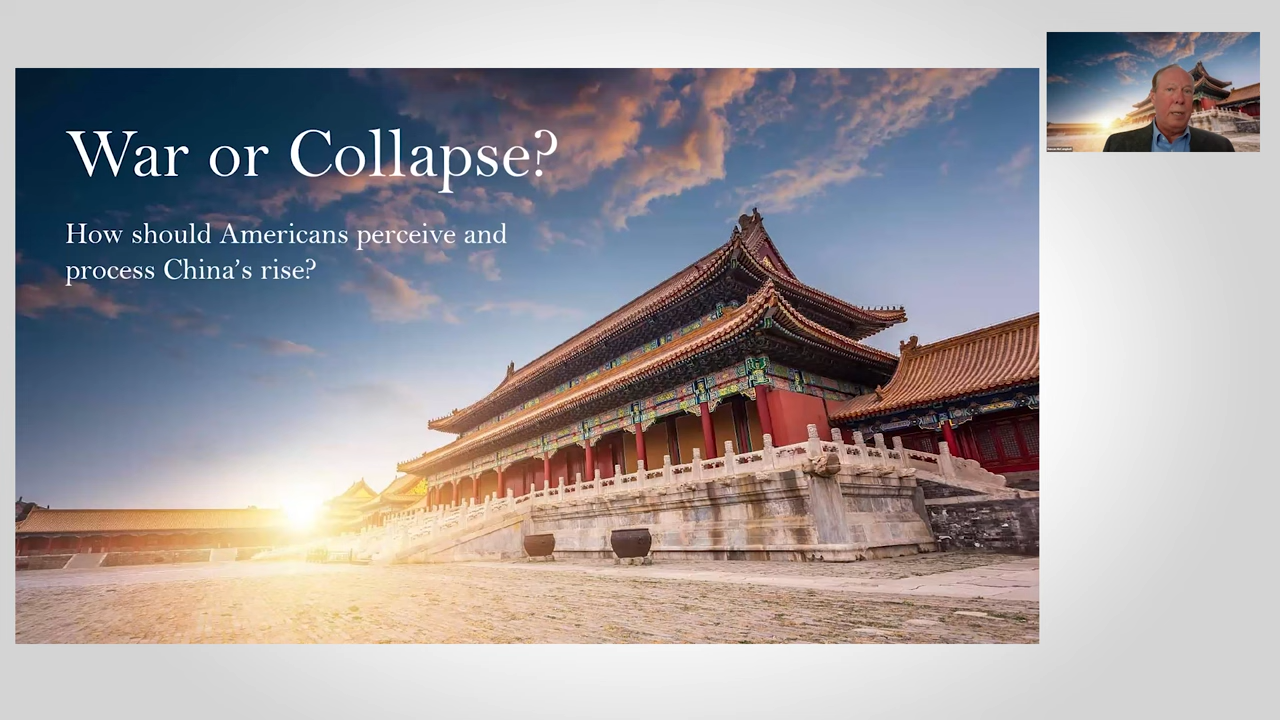 War or Collapse?
How should Americans perceive and
process China's rise?